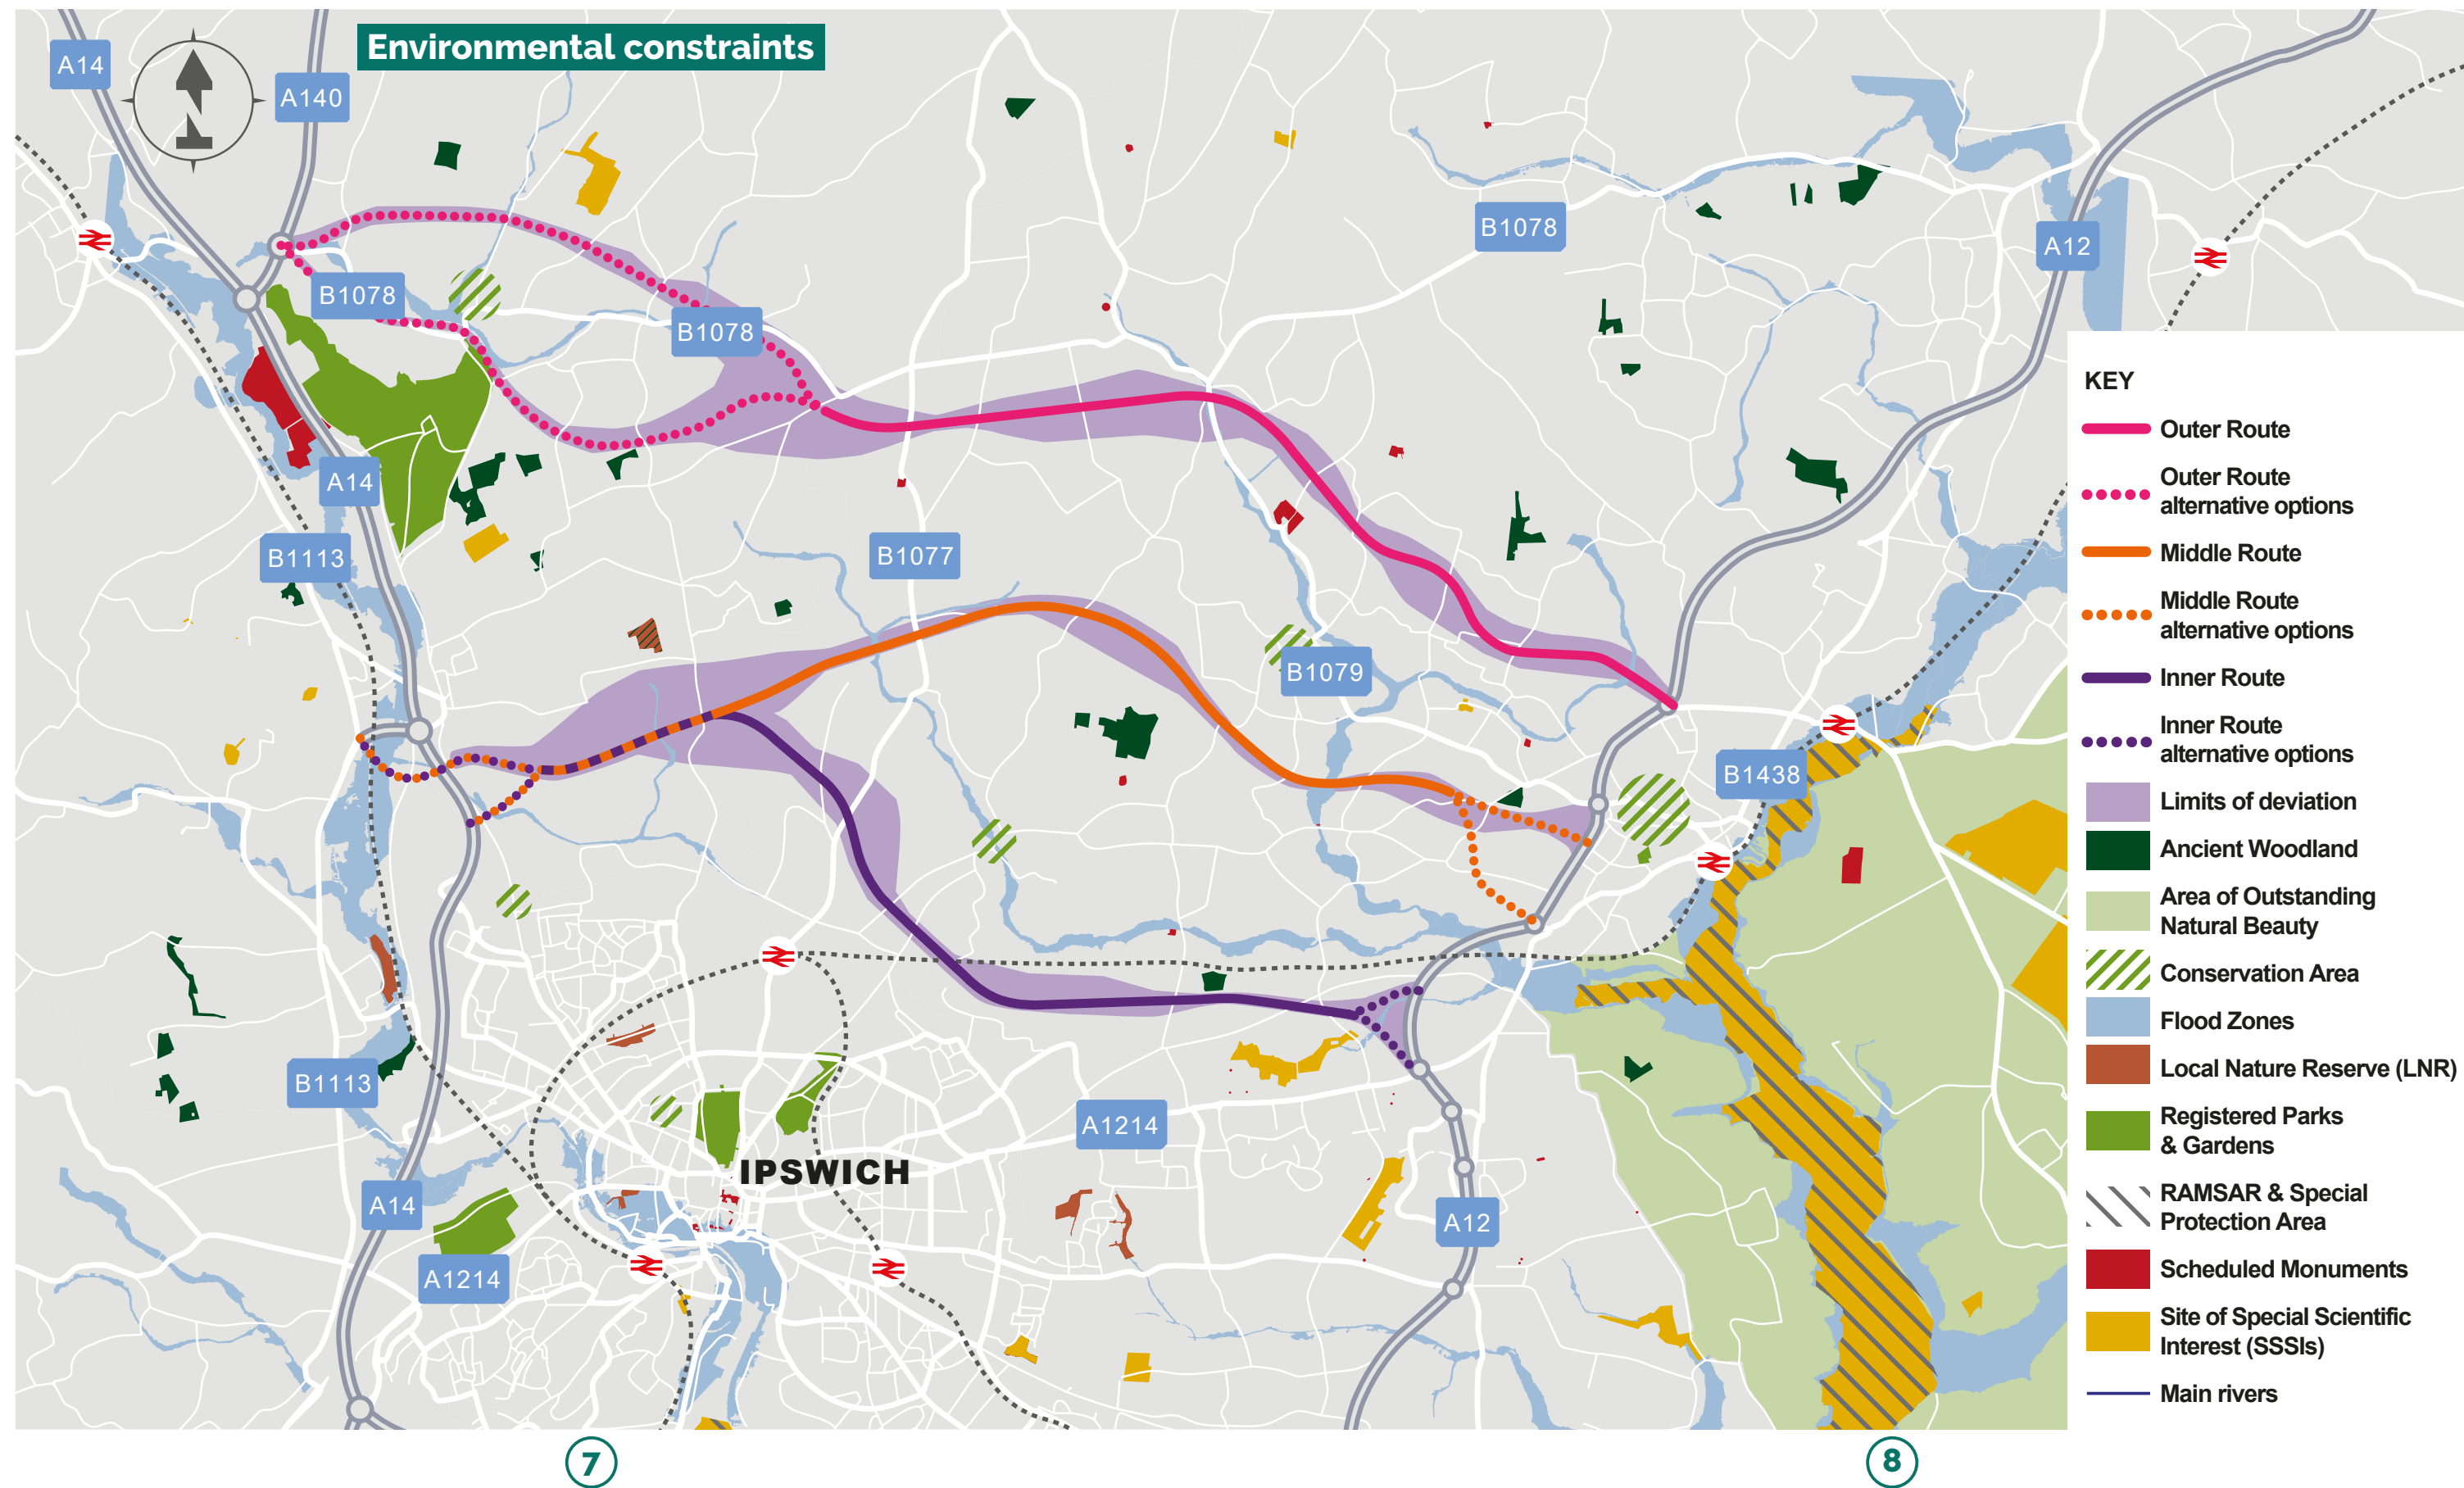 Environmental constraints
A14
A140
B1078
A12
B1078
B1078
A14
B1113
B1077
B1079
B1438
B1113
A1214
IPSWICH
A14
A12
A1214
KEY
Outer Route
Outer Route
alternative options
Middle Route
Middle Route
alternative options
Inner Route
Inner Route
alternative options
Limits of deviation
Ancient Woodland
Area of Outstanding
Natural Beauty
Conservation Area
Flood Zones
Local Nature Reserve (LNR)
Registered Parks
& Gardens
RAMSAR & Special
Protection Area
Scheduled Monuments
Site of Special Scientific
Interest (SSSIs)
Main rivers
7
8